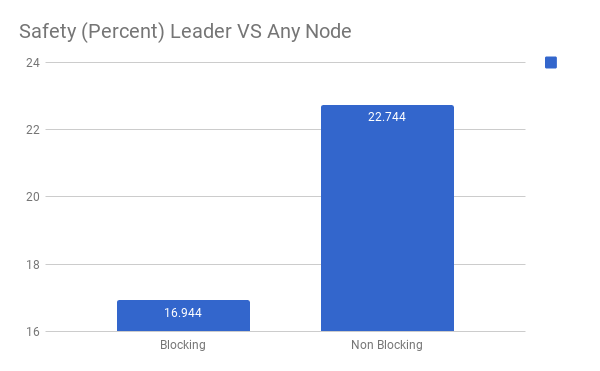 Safety (Percent) Leader VS Any Node
24
22
20
18
16
22.744
16.944
Blocking
Non Blocking